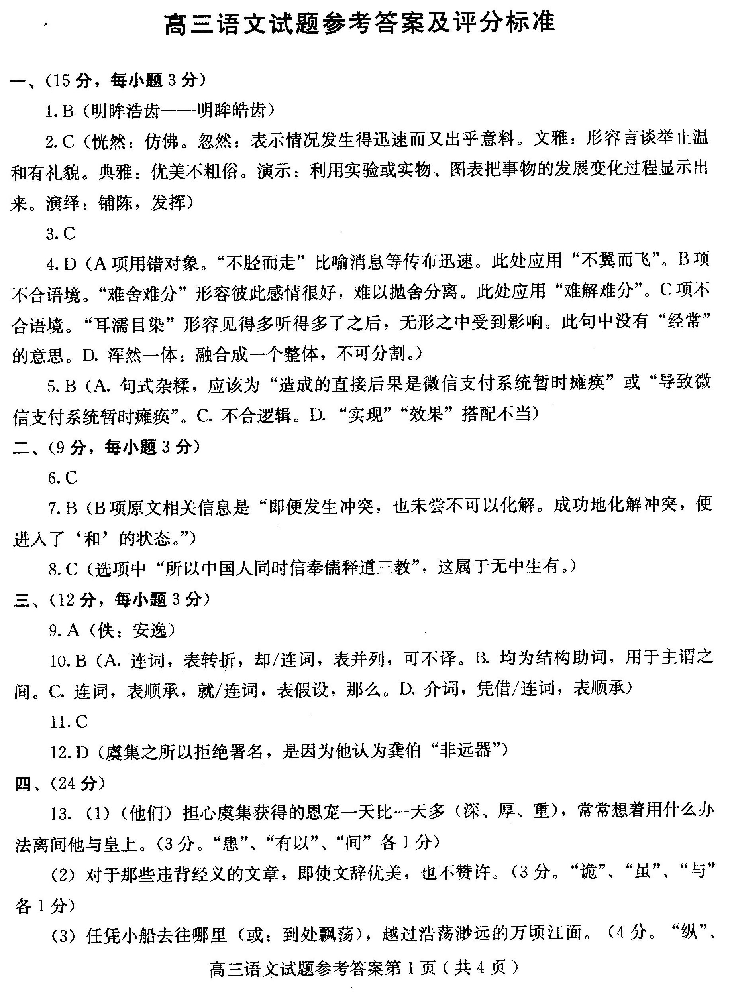 高三语文试题参考答案及评分标准
一、（15 分，每小题 3 分）
1. B（明眸浩齿——明眸皓齿）
2. C（恍然：仿佛。忽然：表示情况发生得迅速而又出乎意料。文雅：形容言谈举止温
和有礼貌。典雅：优美不粗俗。演示：利用实验或实物、图表把事物的发展变化过程显示出
来。演绎：铺陈，发挥）
3. C
4. D（A 项用错对象。“不胫而走”比喻消息等传布迅速。此处应用“不翼而飞”。B 项
不合语境。“难舍难分”形容彼此感情很好，难以抛舍分离。此处应用“难解难分”。C 项不
合语境。“耳濡目染”形容见得多听得多了之后，无形之中受到影响。此句中没有“经常”
的意思。D. 浑然一体：融合成一个整体，不可分割。）
5. B（A. 句式杂糅，应该为“造成的直接后果是微信支付系统暂时瘫痪”或“导致微
信支付系统暂时瘫痪”。C. 不合逻辑。D. “实现”“效果”搭配不当）
二、（9 分，每小题 3 分）
6. C
7. B（B 项原文相关信息是“即便发生冲突，也未尝不可以化解。成功地化解冲突，便
进入了‘和’的状态。”）
8. C（选项中“所以中国人同时信奉儒释道三教”，这属于无中生有。）
三、（12 分，每小题 3 分）
9. A（佚：安逸）
10. B（A. 连词，表转折，却/连词，表并列，可不译。B. 均为结构助词，用于主谓之
间。C. 连词，表顺承，就/连词，表假设，那么。D. 介词，凭借/连词，表顺承）
11. C
12. D（虞集之所以拒绝署名，是因为他认为龚伯“非远器”）
四、（24 分）
13. （1）（他们）担心虞集获得的恩宠一天比一天多（深、厚、重），常常想着用什么办
法离间他与皇上。（3 分。“患”、“有以”、“间”各 1 分）
（2）对于那些违背经义的文章，即使文辞优美，也不赞许。（3 分。“诡”、“虽”、“与”
各 1 分）
（3）任凭小船去往哪里（或：到处飘荡），越过浩荡渺远的万顷江面。（4 分。“纵”、
高三语文试题参考答案第 1 页（共 4 页）